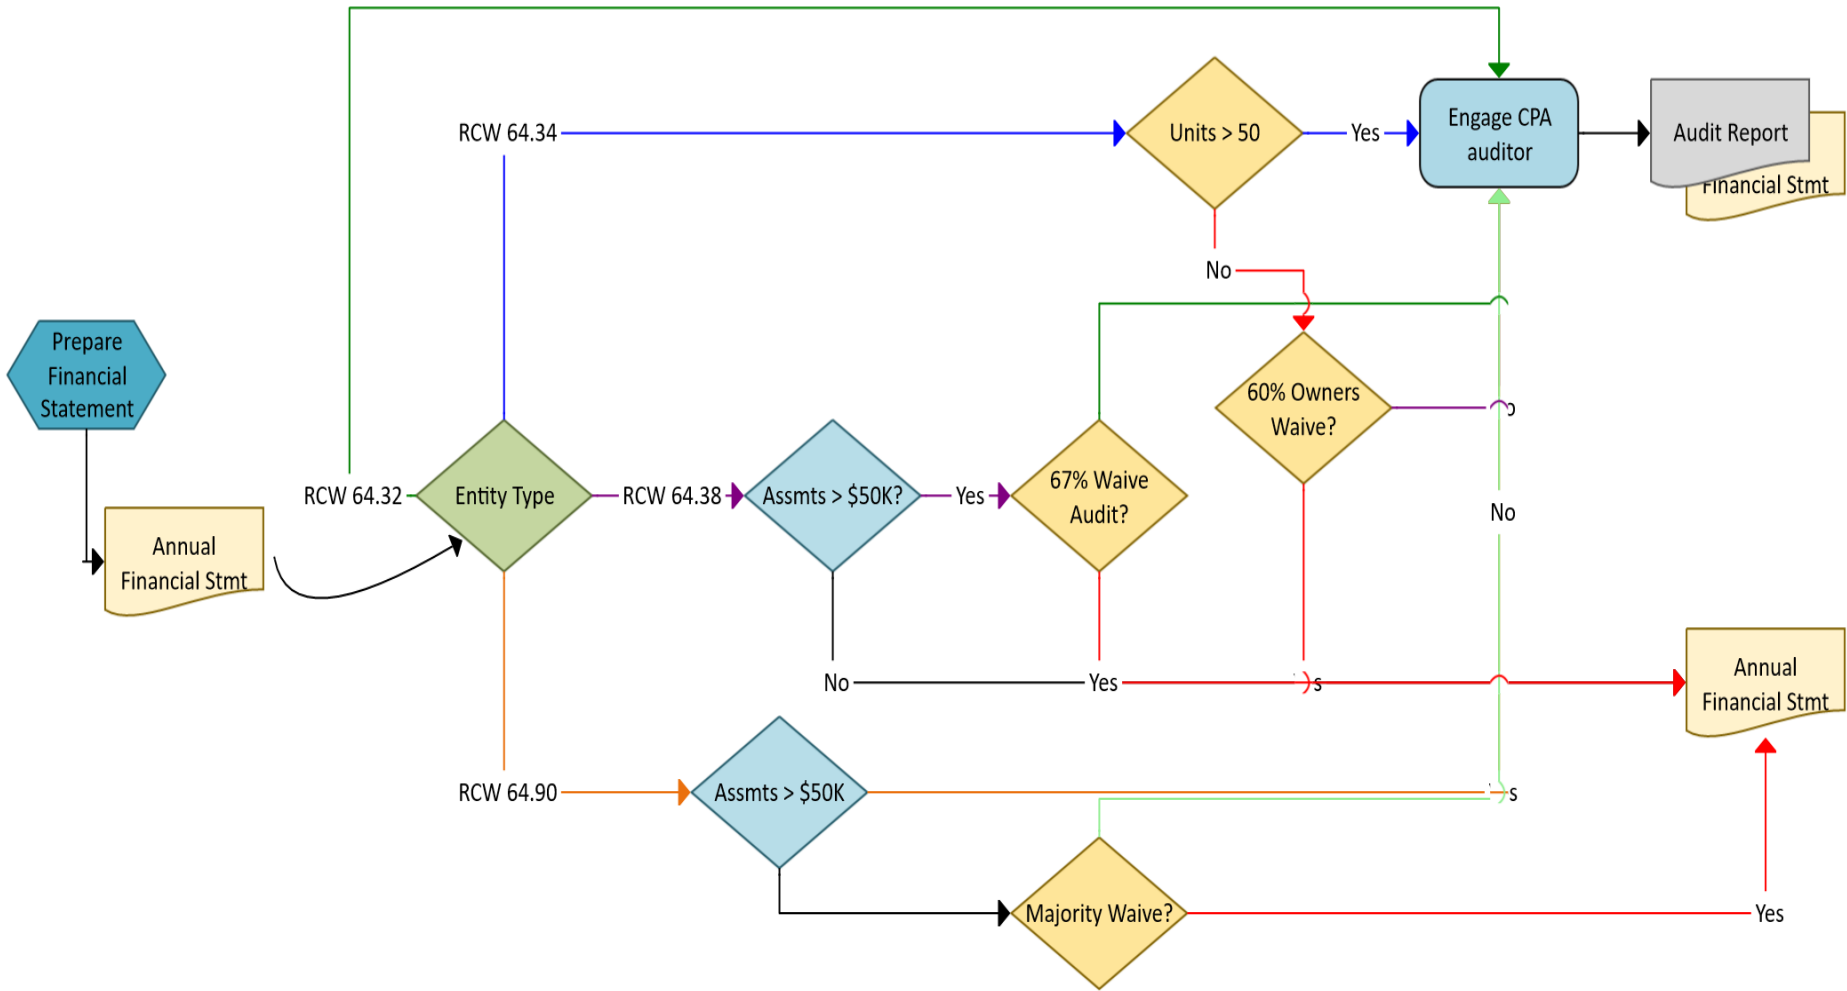 RCW 64.34
Units > 50
Yes
Engage CPA
auditor
Audit Report
Financial Stmt
No
Prepare
Financial
Statement
60% Owners
Waive?
RCW 64.32
Entity Type
RCW 64.38
Assmts > $50K?
Yes
67% Waive
Audit?
No
Annual
Financial Stmt
No
Yes
Annual
Financial Stmt
RCW 64.90
Assmts > $50K
Majority Waive?
Yes